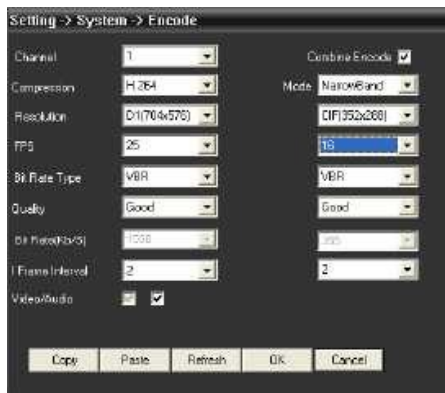 Setting -> System -> Encode
Channel 1 Combine Encode
Compression H.264 Mode NarrowBand
Resolution D1(704x576) CIF(352x288)
FPS 25 16
Bit Rate Type VBR VBR
Quality Good Good
Bit Rate(Kb/S)
I Frame Interval 2 2
Video/Audio
Copy Paste Refresh OK Cancel